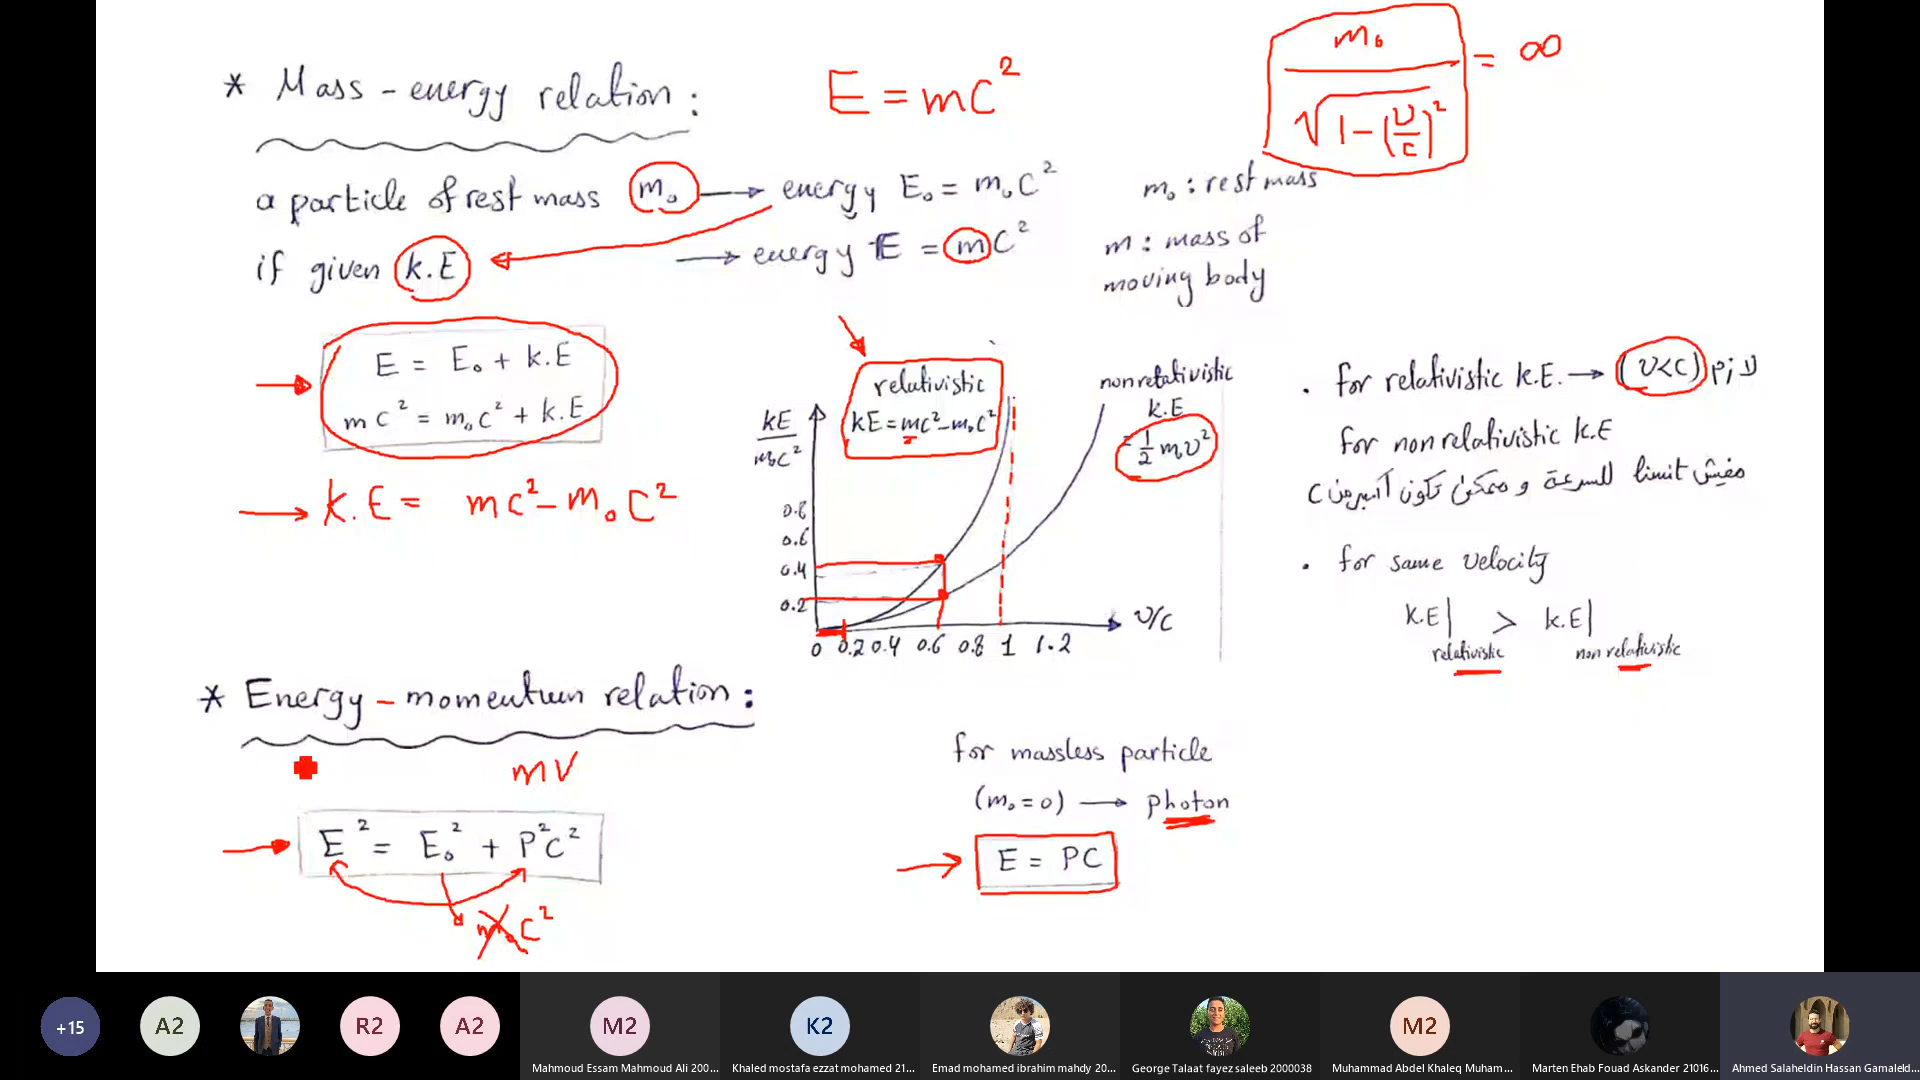 * Mass - energy relation :
E = mc²
m₀ / √(1-(υ/c)²) = ∞
a particle of rest mass m₀ → energy E₀ = m₀C²
m₀ : rest mass
if given k.E → energy E = mC²
m : mass of
moving body
E = E₀ + k.E
mc² = m₀c² + k.E
→ k.E = mc² - m₀C²
relativistic
kE = mc² - m₀c²
nonrelativistic
k.E
= 1/2 mυ²
kE / m₀c²
0.8
0.6
0.4
0.2
0 0.2 0.4 0.6 0.8 1 1.2
υ/c
• for relativistic k.E. → (υ<c) لازم
for nonrelativistic k.E
مفيش limit للسرعة و ممكن تكون أكبر من c
• for same velocity
k.E| relativistic > k.E| non relativistic
* Energy - momentum relation :
mV
E² = E₀² + P²C²
m₀C²
for massless particle
(m₀ = 0) → photon
→ E = PC
+15
A2
R2
A2
M2
K2
M2
Mahmoud Essam Mahmoud Ali 200...
Khaled mostafa ezzat mohamed 21...
Emad mohamed ibrahim mahdy 20...
George Talaat fayez saleeb 2000038
Muhammad Abdel Khaleq Muham...
Marten Ehab Fouad Askander 21016...
Ahmed Salaheldin Hassan Gamaleld...